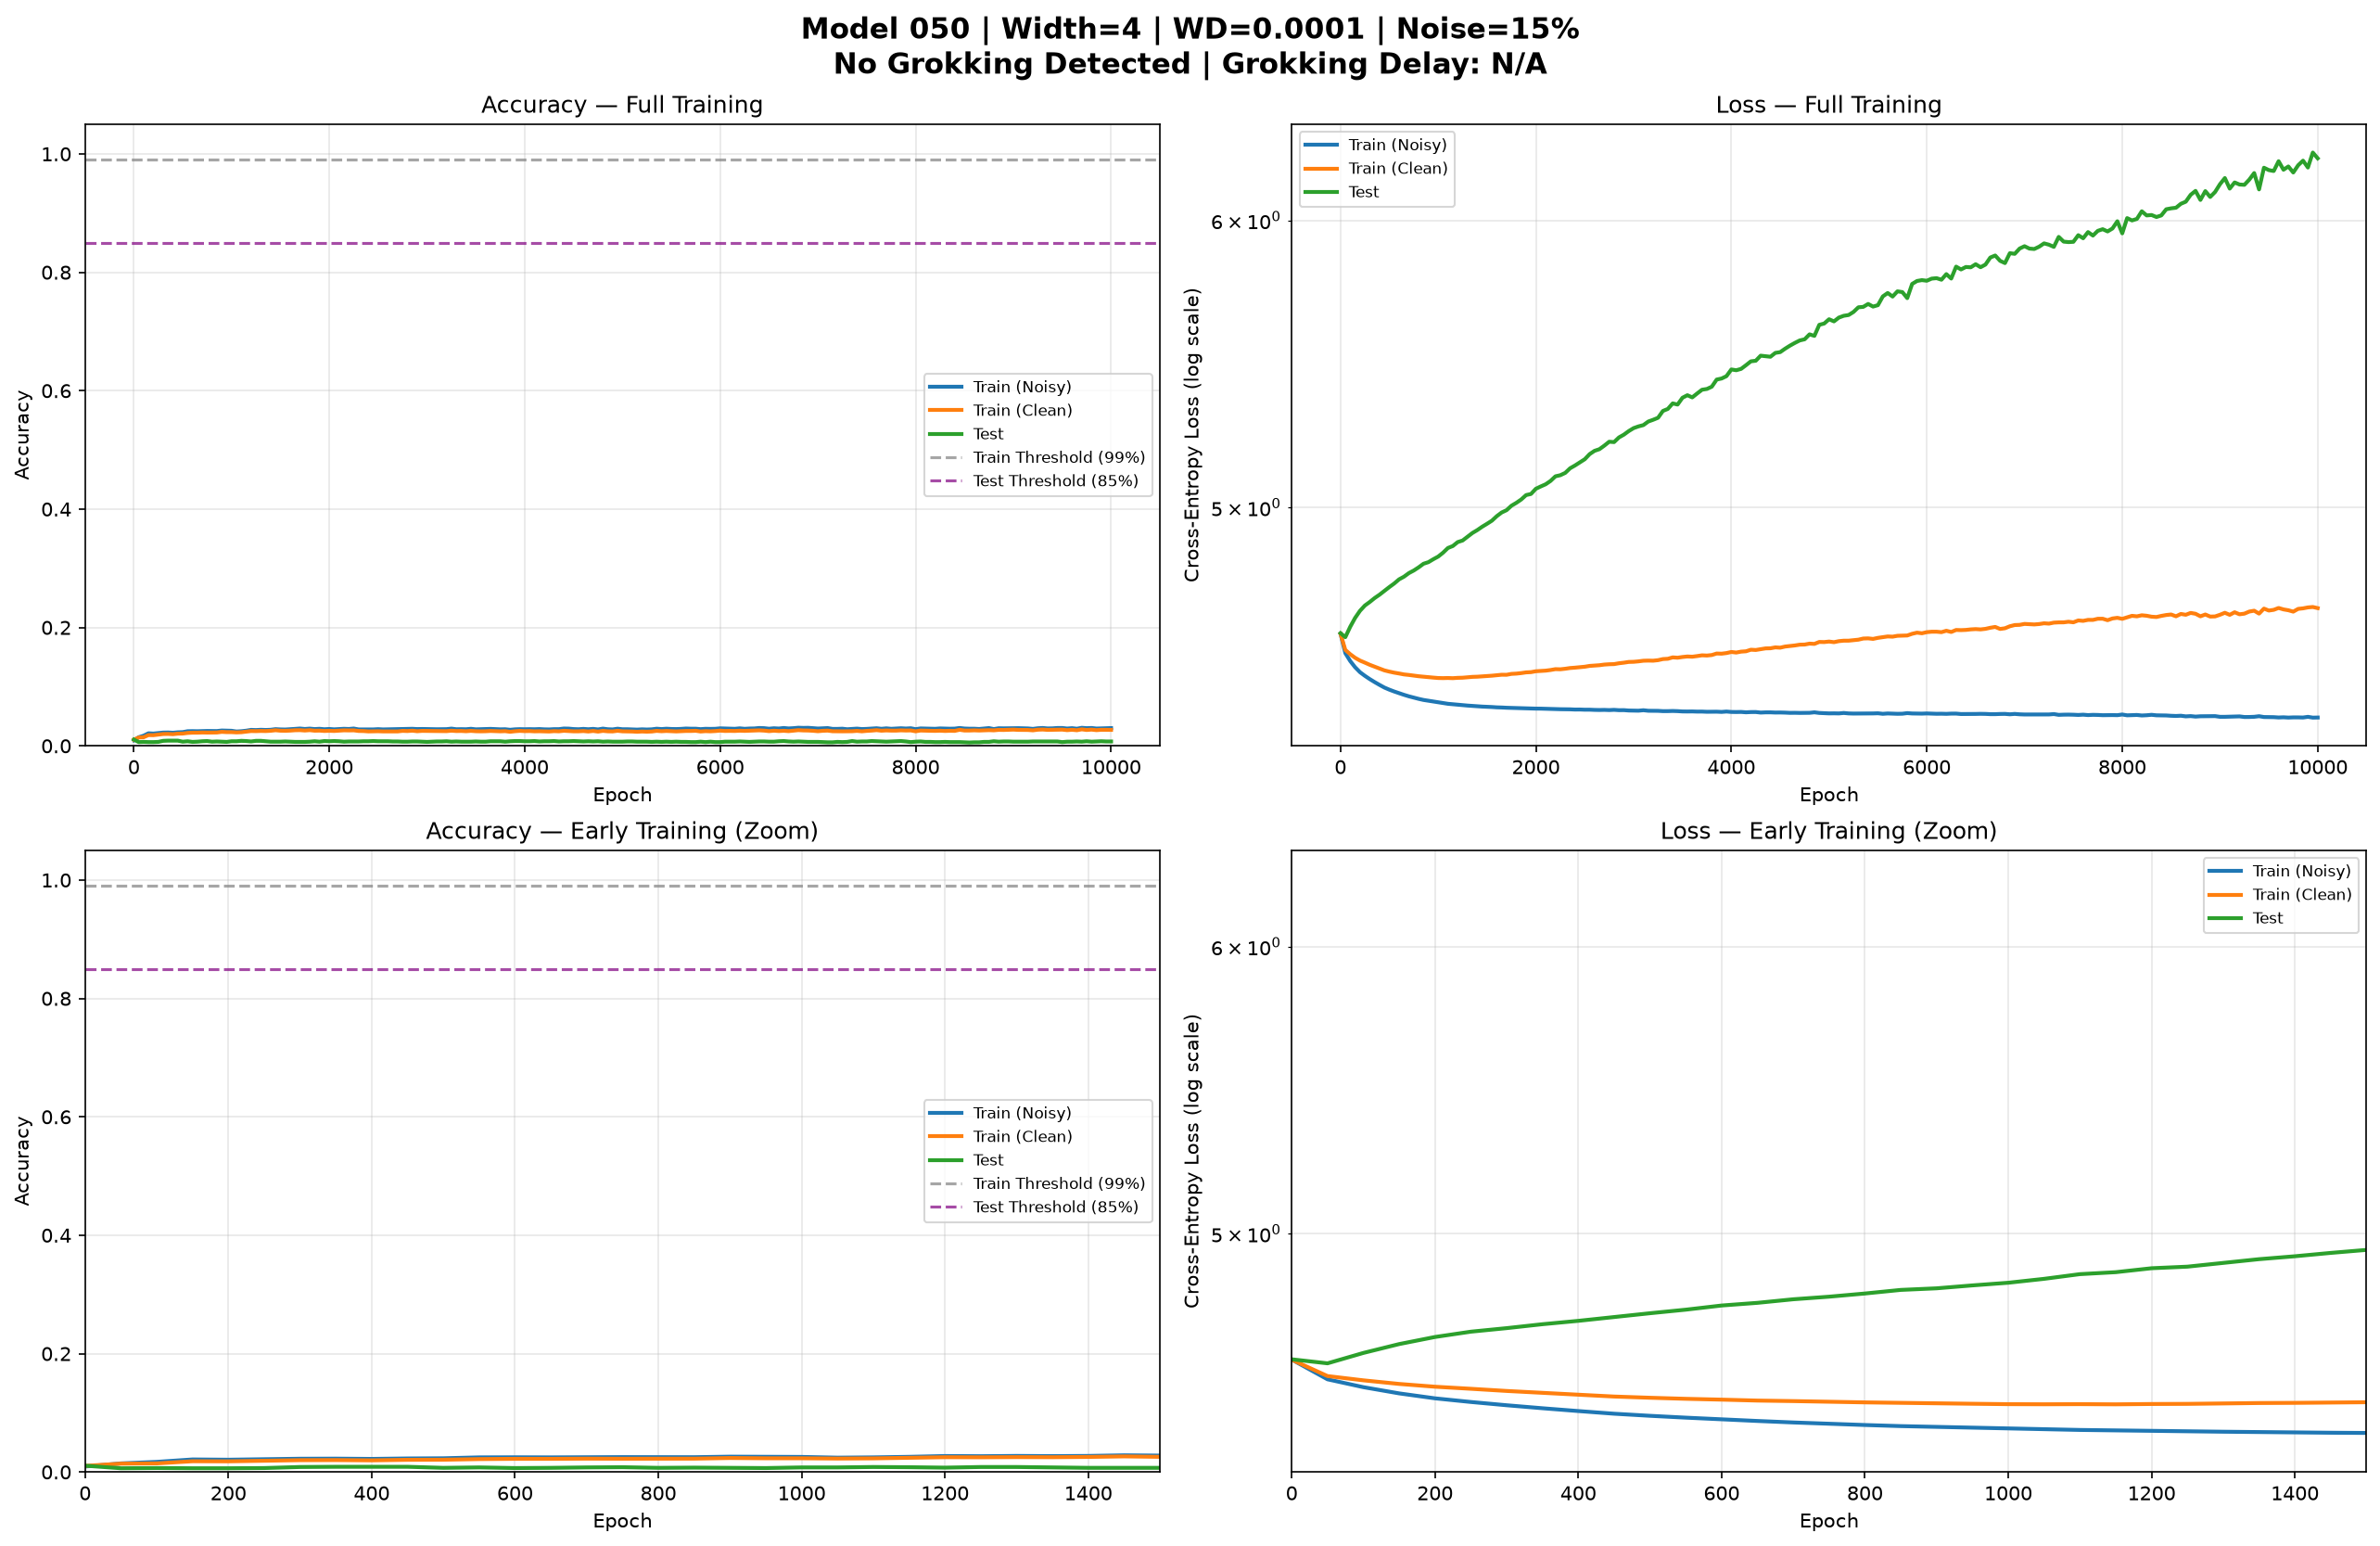 Model 050 | Width=4 | WD=0.0001 | Noise=15%
No Grokking Detected | Grokking Delay: N/A
Accuracy — Full Training
1.0
0.8
0.6
0.4
0.2
0.0
Accuracy
Train (Noisy)
Train (Clean)
Test
Train Threshold (99%)
Test Threshold (85%)
0 2000 4000 6000 8000 10000
Epoch
Loss — Full Training
6 × 10⁰
5 × 10⁰
Cross-Entropy Loss (log scale)
Train (Noisy)
Train (Clean)
Test
0 2000 4000 6000 8000 10000
Epoch
Accuracy — Early Training (Zoom)
1.0
0.8
0.6
0.4
0.2
0.0
Accuracy
Train (Noisy)
Train (Clean)
Test
Train Threshold (99%)
Test Threshold (85%)
0 200 400 600 800 1000 1200 1400
Epoch
Loss — Early Training (Zoom)
6 × 10⁰
5 × 10⁰
Cross-Entropy Loss (log scale)
Train (Noisy)
Train (Clean)
Test
0 200 400 600 800 1000 1200 1400
Epoch